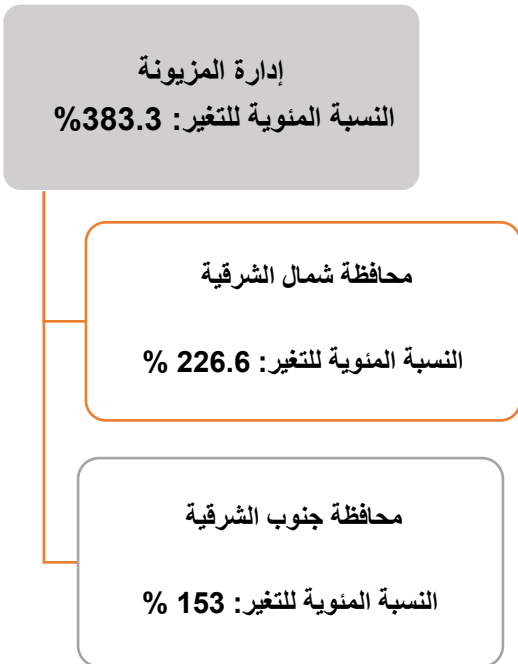 إدارة المزيونة
النسبة المئوية للتغير: 383.3%
محافظة شمال الشرقية
النسبة المئوية للتغير: 226.6 %
محافظة جنوب الشرقية
النسبة المئوية للتغير: 153 %